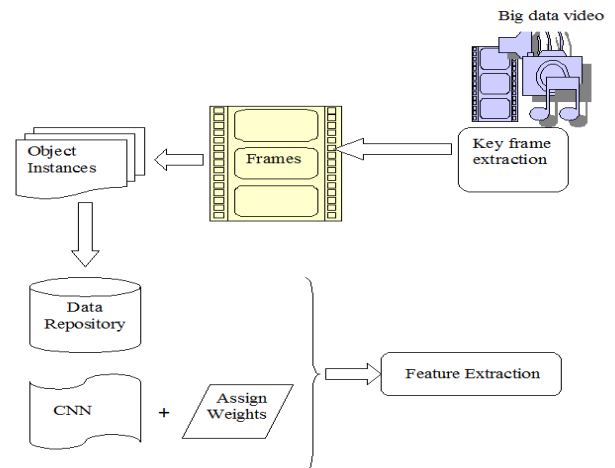 Big data video
Key frame
extraction
Frames
Object
Instances
Data
Repository
CNN
+
Assign
Weights
Feature Extraction